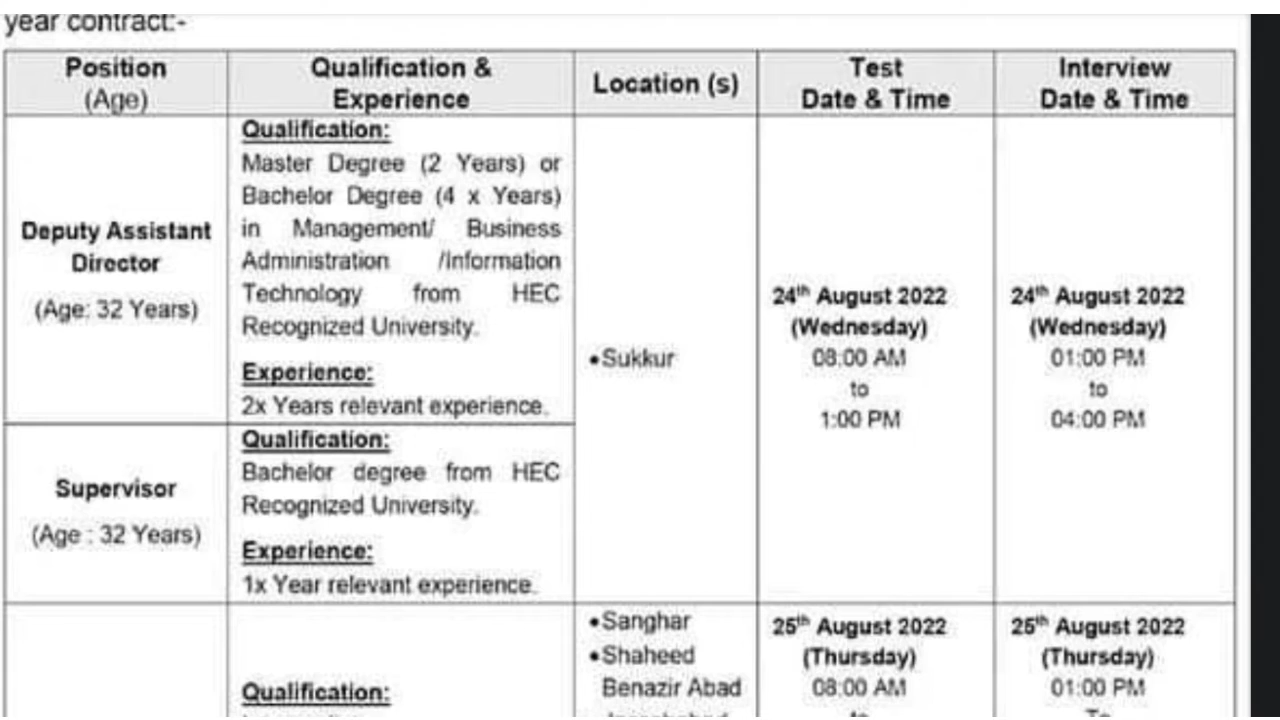 year contract:-
Position
(Age)
Qualification &
Experience
Location (s)
Test
Date & Time
Interview
Date & Time
Deputy Assistant
Director
(Age: 32 Years)
Qualification:
Master Degree (2 Years) or
Bachelor Degree (4 x Years)
in Management/ Business
Administration /Information
Technology from HEC
Recognized University.
Experience:
2x Years relevant experience.
•Sukkur
24th August 2022
(Wednesday)
08:00 AM
to
1:00 PM
24th August 2022
(Wednesday)
01:00 PM
to
04:00 PM
Supervisor
(Age : 32 Years)
Qualification:
Bachelor degree from HEC
Recognized University.
Experience:
1x Year relevant experience.
Qualification:
•Sanghar
•Shaheed
Benazir Abad
25th August 2022
(Thursday)
08:00 AM
to
25th August 2022
(Thursday)
01:00 PM
To